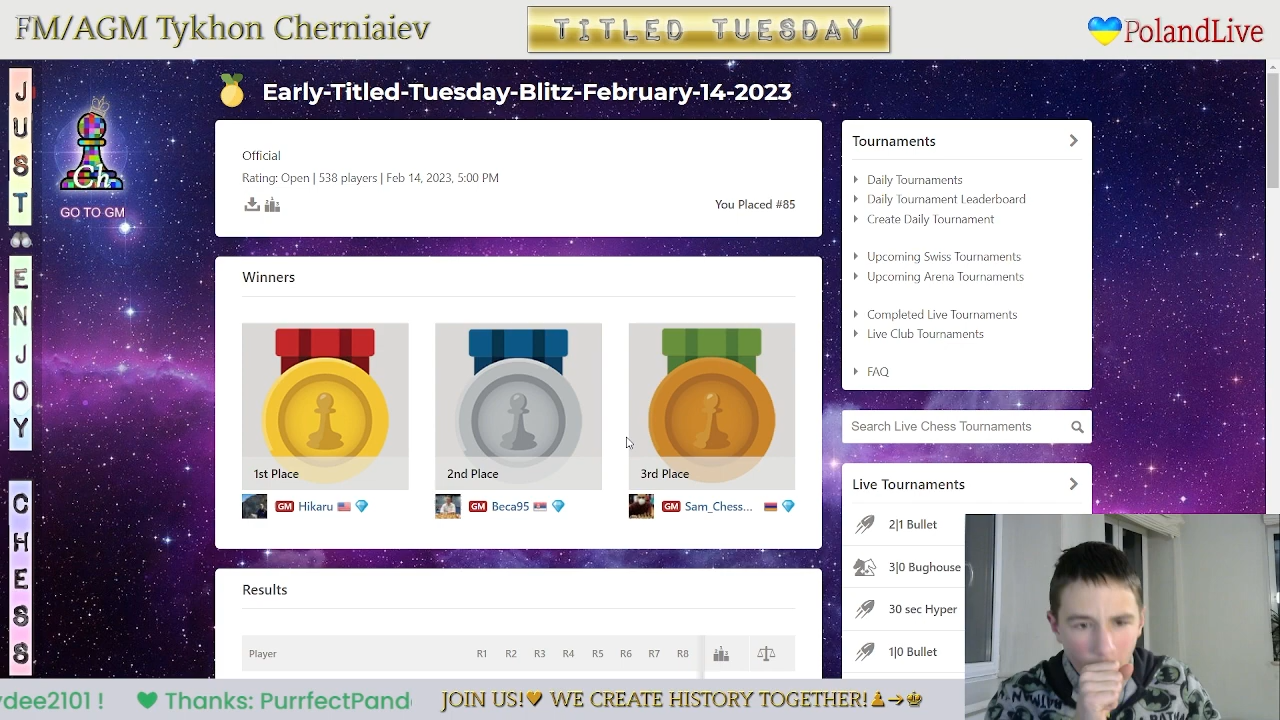 FM/AGM Tykhon Cherniaiev
TITLED TUESDAY
PolandLive
JUST
ENJOY
CHESS
Ch
GO TO GM
Early-Titled-Tuesday-Blitz-February-14-2023
Official
Rating: Open | 538 players | Feb 14, 2023, 5:00 PM
You Placed #85
Winners
1st Place
2nd Place
3rd Place
GM Hikaru
GM Beca95
GM Sam_Chess...
Results
Player R1 R2 R3 R4 R5 R6 R7 R8
Tournaments
Daily Tournaments
Daily Tournament Leaderboard
Create Daily Tournament
Upcoming Swiss Tournaments
Upcoming Arena Tournaments
Completed Live Tournaments
Live Club Tournaments
FAQ
Search Live Chess Tournaments
Live Tournaments
2|1 Bullet
3|0 Bughouse
30 sec Hyper
1|0 Bullet
ydee2101 ! Thanks: PurrfectPand
JOIN US! WE CREATE HISTORY TOGETHER!